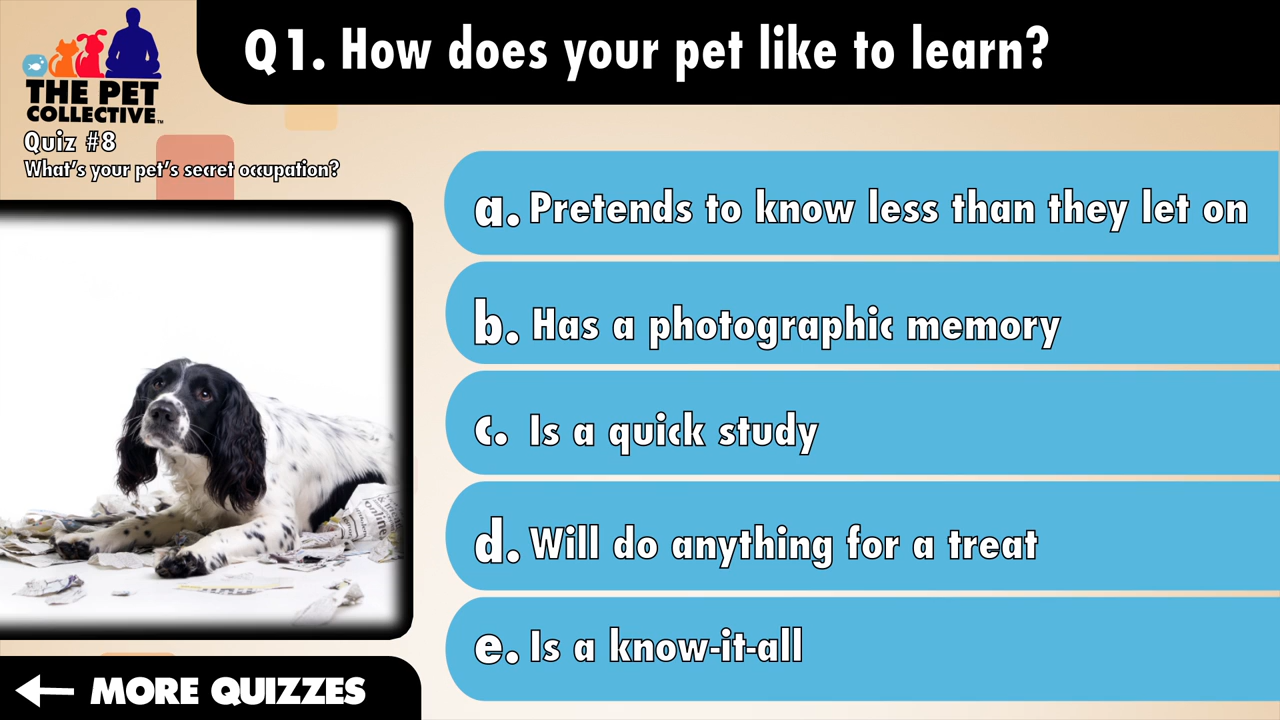 THE PET
COLLECTIVE™
Quiz #8
What's your pet's secret occupation?
Q1. How does your pet like to learn?
a. Pretends to know less than they let on
b. Has a photographic memory
c. Is a quick study
d. Will do anything for a treat
e. Is a know-it-all
online
MORE QUIZZES